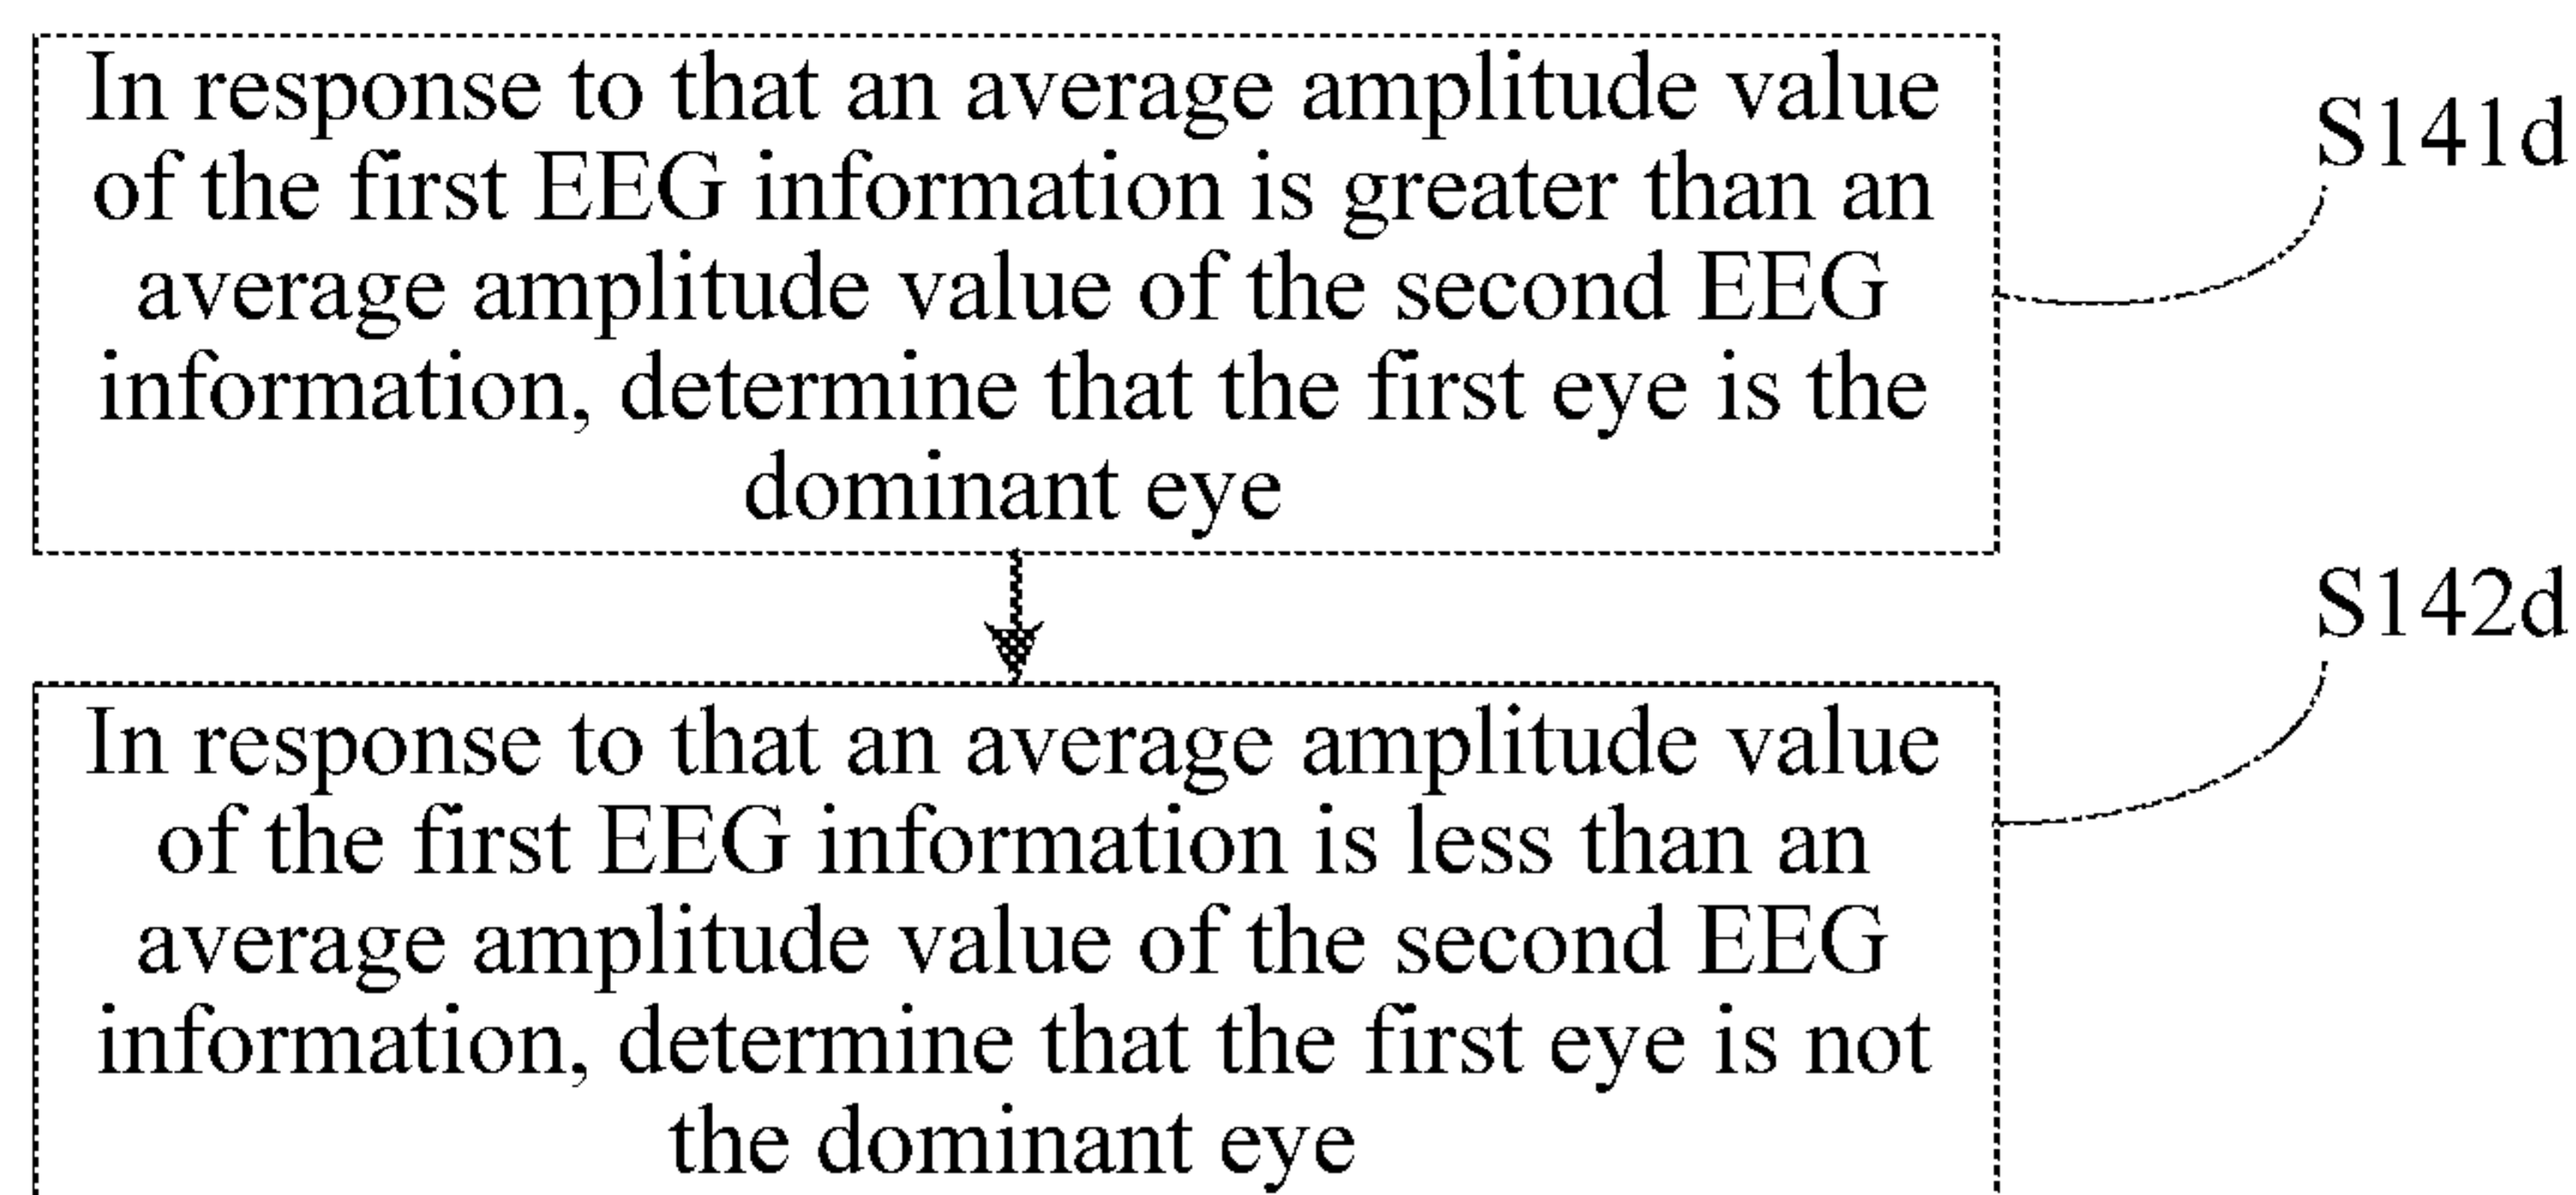 In response to that an average amplitude value
of the first EEG information is greater than an
average amplitude value of the second EEG
information, determine that the first eye is the
dominant eye
S141d
In response to that an average amplitude value
of the first EEG information is less than an
average amplitude value of the second EEG
information, determine that the first eye is not
the dominant eye
S142d